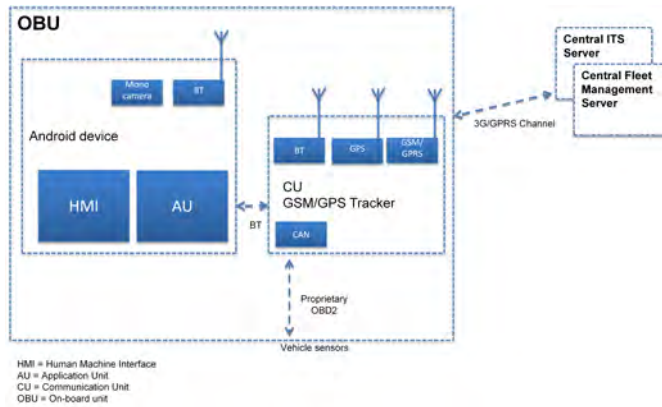 OBU
Central ITS
Server
Central Fleet
Management
Server
Mono
camera
BT
3G/GPRS Channel
Android device
BT
GPS
GSM/
GPRS
HMI
AU
CU
GSM/GPS Tracker
BT
CAN
Proprietary
OBD2
Vehicle sensors
HMI = Human Machine Interface
AU = Application Unit
CU = Communication Unit
OBU = On-board unit